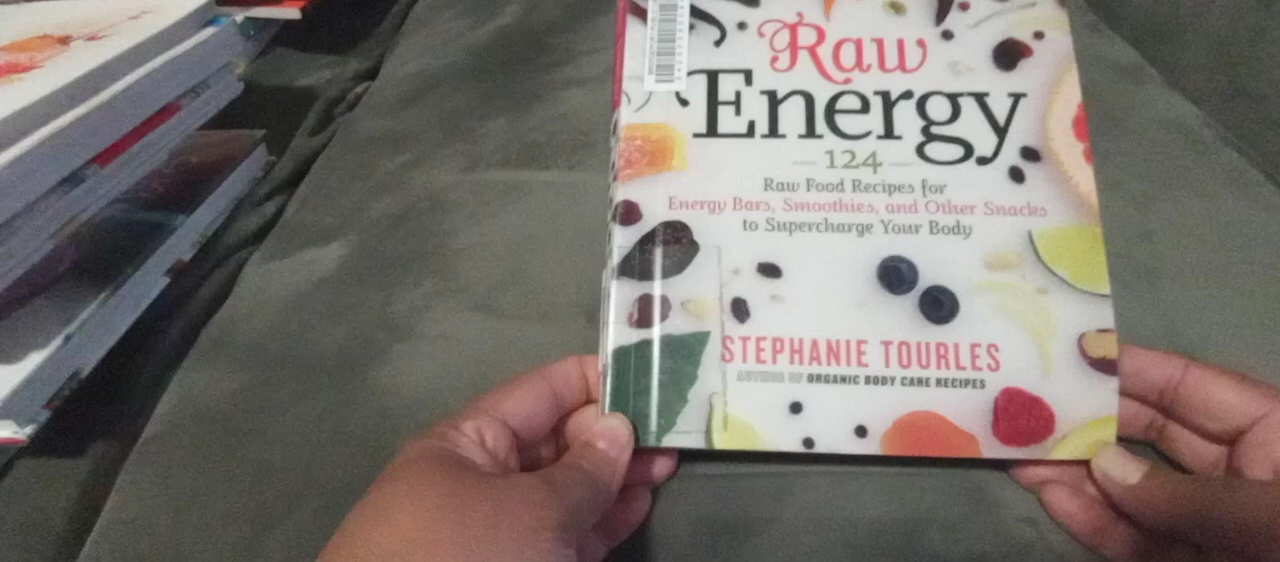 Raw
Energy
124
Raw Food Recipes for
Energy Bars, Smoothies, and Other Snacks
to Supercharge Your Body
STEPHANIE TOURLES
AUTHOR OF ORGANIC BODY CARE RECIPES